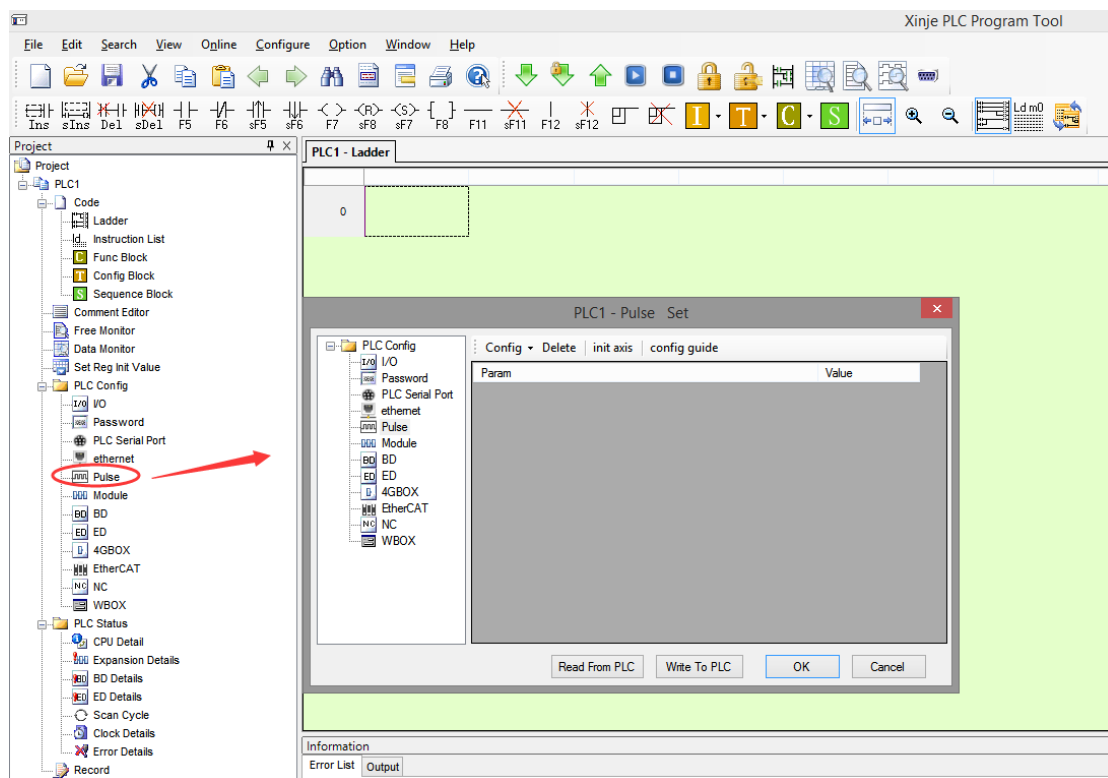 Xinje PLC Program Tool
File Edit Search View Online Configure Option Window Help
Ins sIns Del sDel F5 F6 sF5 sF6 F7 sF8 sF7 F8 F11 sF11 F12 sF12 I T C S Ld m0
Project
PLC1 - Ladder
Project
PLC1
Code
Ladder
Instruction List
Func Block
Config Block
Sequence Block
Comment Editor
Free Monitor
Data Monitor
Set Reg Init Value
PLC Config
I/O
Password
PLC Serial Port
ethernet
Pulse
Module
BD BD
ED ED
4GBOX
EtherCAT
NC NC
WBOX
PLC Status
CPU Detail
Expansion Details
BD Details
ED Details
Scan Cycle
Clock Details
Error Details
Record
0
PLC1 - Pulse Set
PLC Config
I/O I/O
Password
PLC Serial Port
ethernet
Pulse
Module
BD BD
ED ED
4GBOX
EtherCAT
NC NC
WBOX
Config Delete init axis config guide
Param Value
Read From PLC Write To PLC OK Cancel
Information
Error List Output